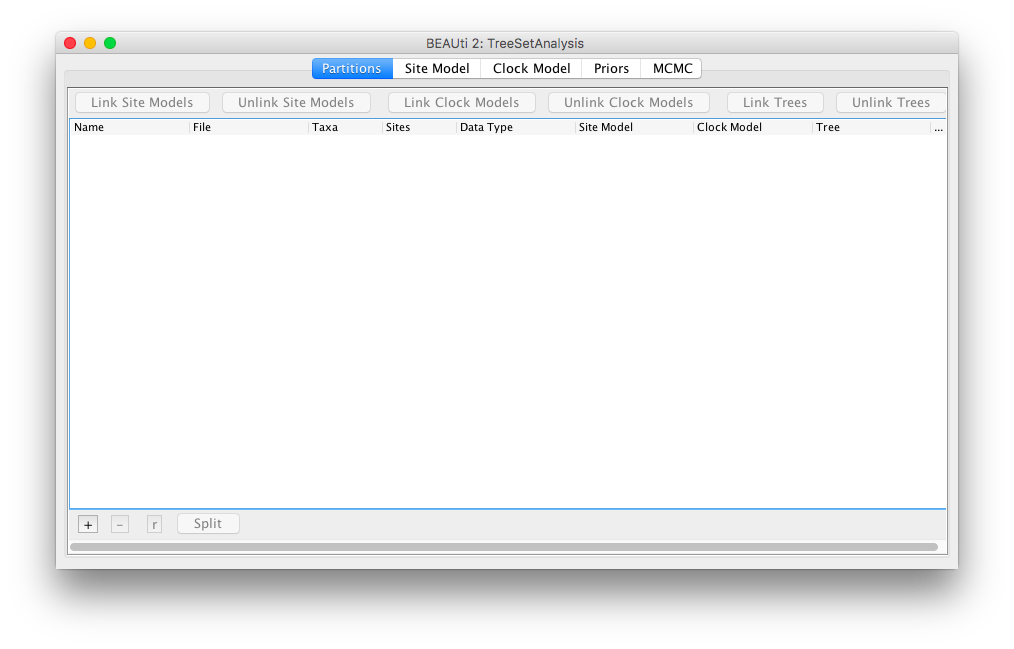 BEAUti 2: TreeSetAnalysis
Partitions Site Model Clock Model Priors MCMC
Link Site Models Unlink Site Models Link Clock Models Unlink Clock Models Link Trees Unlink Trees
Name File Taxa Sites Data Type Site Model Clock Model Tree ...
+ - r Split